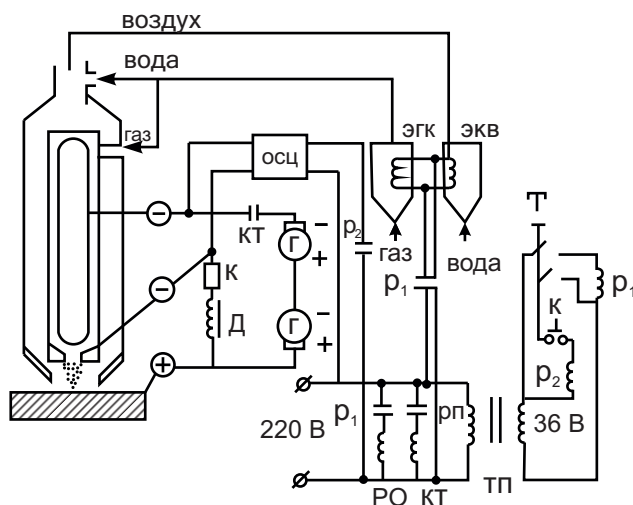 воздух
вода
газ
осц
эгк
экв
газ
вода
р₂
р₁
КТ
Г
− +
к
Д
Г
− +
−
−
+
Т
р₁
К
р₂
220 В
р₁
рп
36 В
РО
КТ
ТП